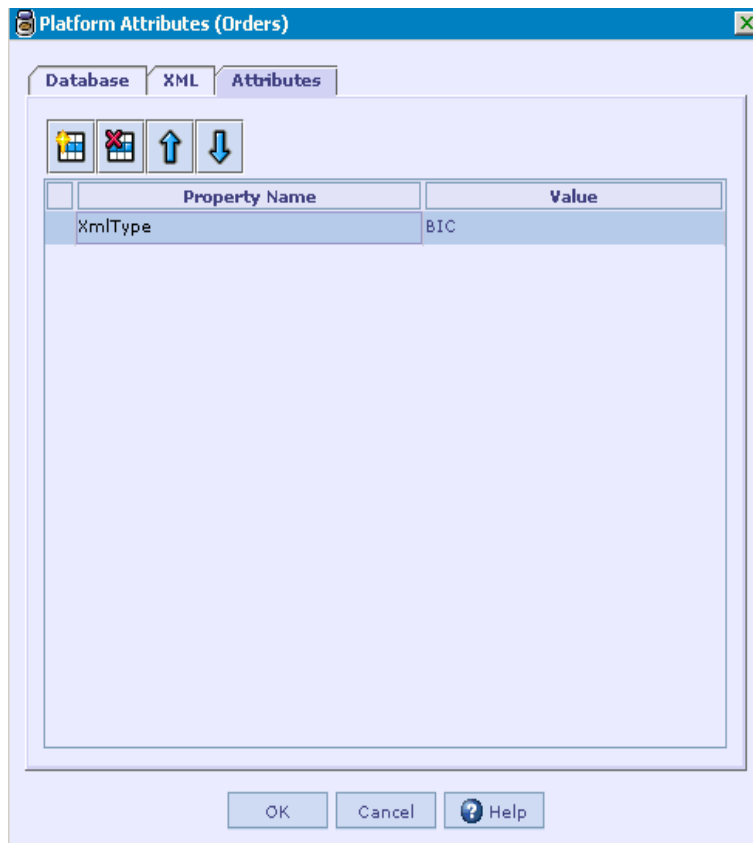 Platform Attributes (Orders)
Database XML Attributes
Property Name Value
XmlType BIC
OK Cancel Help